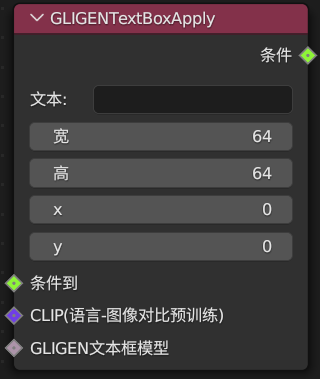 GLIGENTextBoxApply
条件
文本:
宽 64
高 64
x 0
y 0
条件到
CLIP(语言-图像对比预训练)
GLIGEN文本框模型